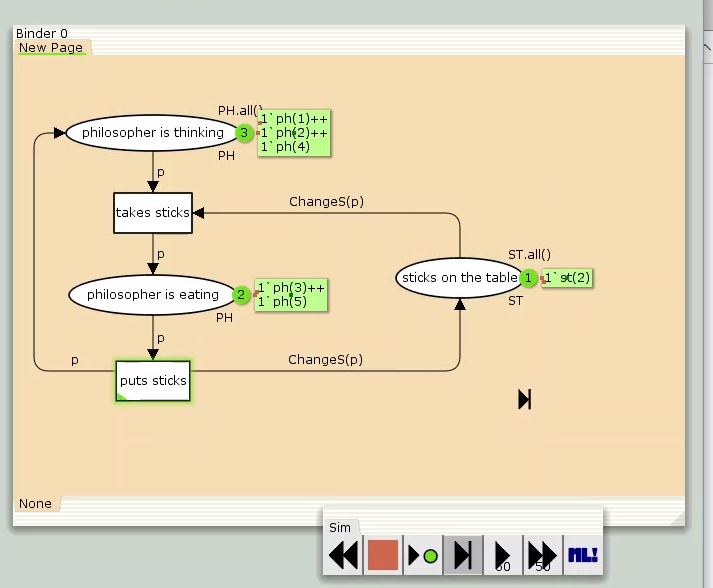 Binder 0
New Page
PH.all()
philosopher is thinking
3
1`ph(1)++
1`ph(2)++
1`ph(4)
PH
p
takes sticks
ChangeS(p)
p
ST.all()
sticks on the table
1
1`st(2)
ST
philosopher is eating
2
1`ph(3)++
1`ph(5)
PH
p
p
ChangeS(p)
puts sticks
None
Sim
50
50
ML!